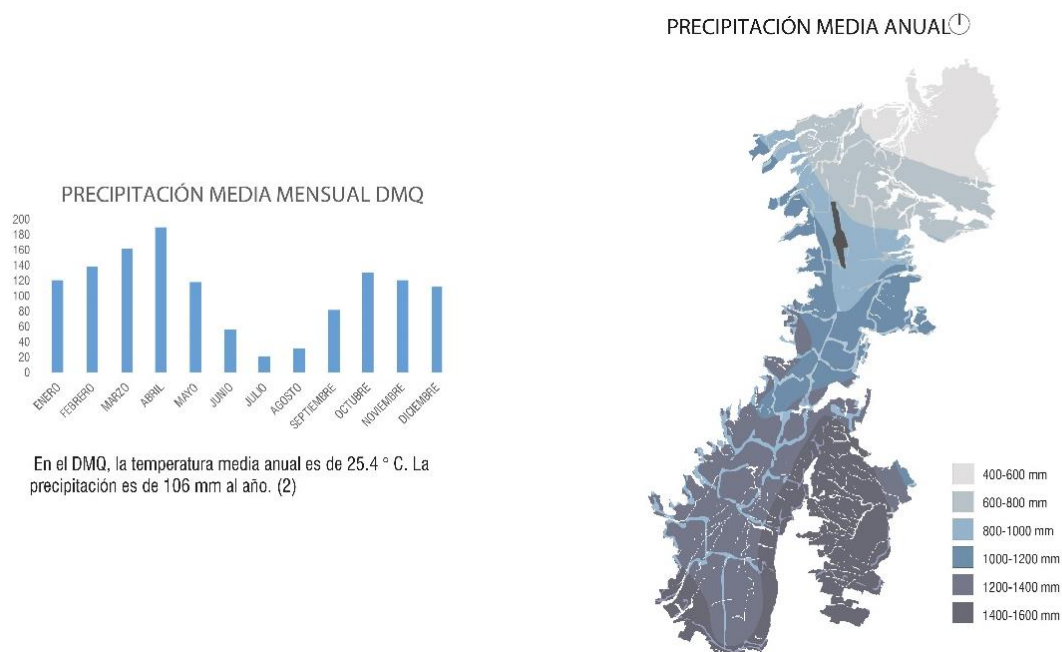 PRECIPITACIÓN MEDIA ANUAL
PRECIPITACIÓN MEDIA MENSUAL DMQ
200
180
160
140
120
100
80
60
40
20
0
ENERO
FEBRERO
MARZO
ABRIL
MAYO
JUNIO
JULIO
AGOSTO
SEPTIEMBRE
OCTUBRE
NOVIEMBRE
DICIEMBRE
En el DMQ, la temperatura media anual es de 25.4 ° C. La
precipitación es de 106 mm al año. (2)
400-600 mm
600-800 mm
800-1000 mm
1000-1200 mm
1200-1400 mm
1400-1600 mm